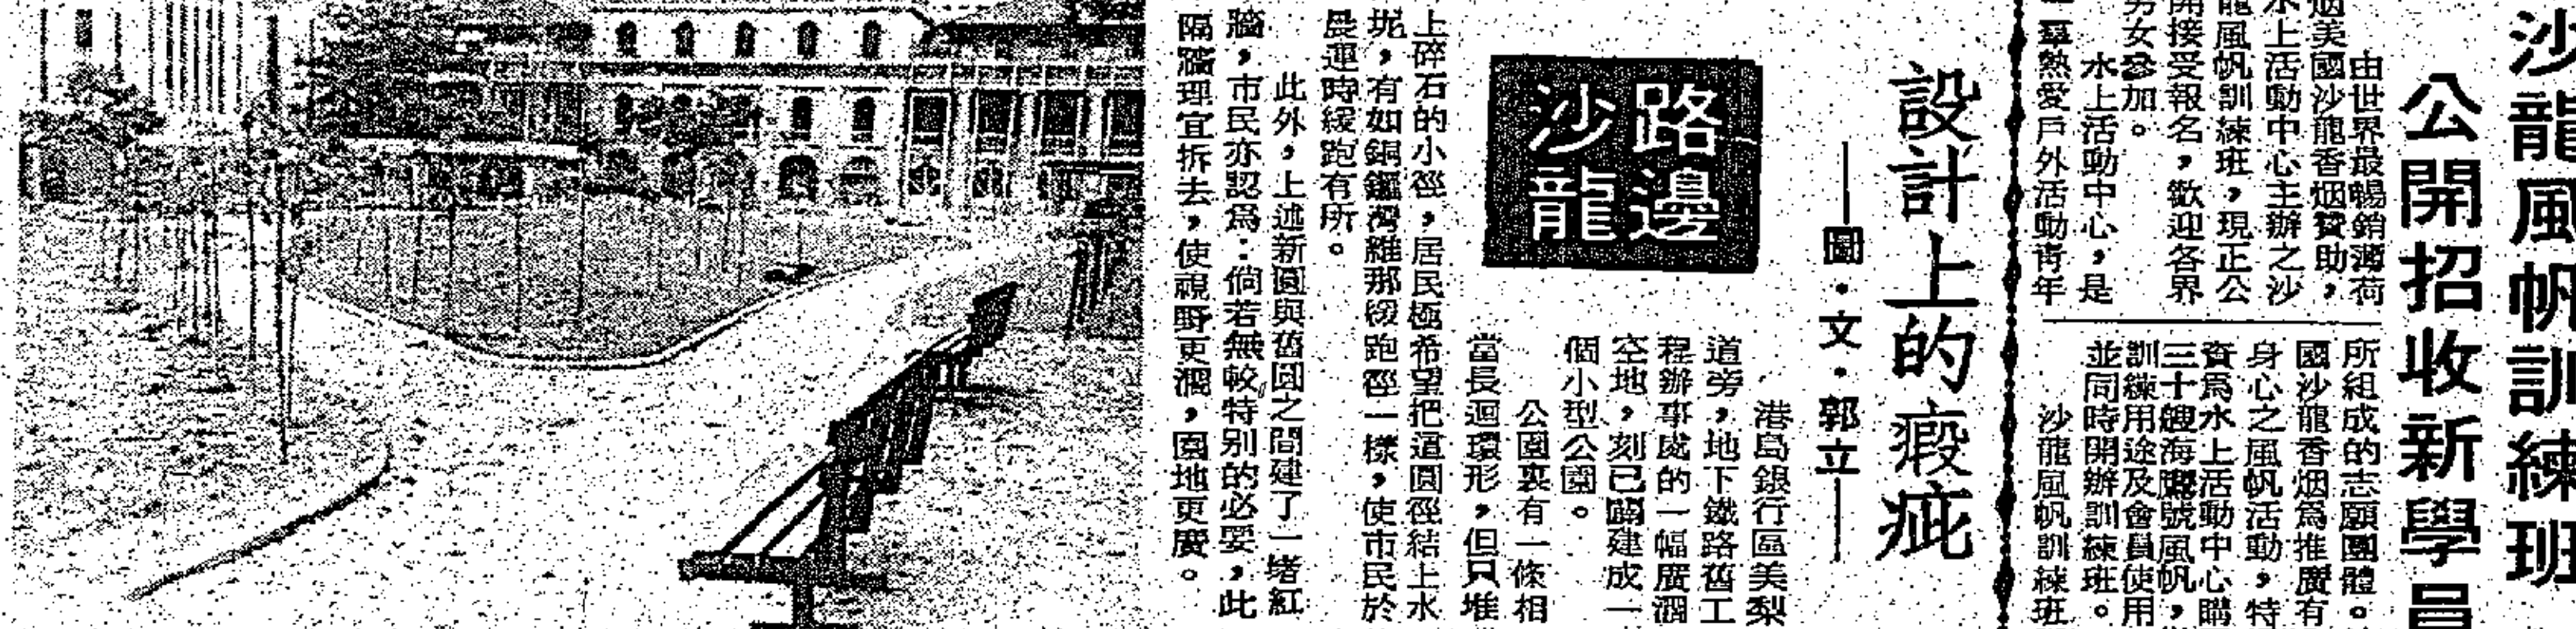 沙龍風帆訓練班
公開招收新學員
由世界最暢銷薄荷
烟美國沙龍香烟贊助，
水上活動中心主辦之沙
龍風帆訓練班，現正公
開接受報名，歡迎各界
男女參加。
水上活動中心，是
一羣熱愛戶外活動青年
所組成的志願團體。
國沙龍香烟爲推廣有
身心之風帆活動，特
資爲水上活動中心購
三十艘海鷗號風帆，
訓練用途及會員使用
並同時開辦訓練班。
沙龍風帆訓練班
設計上的瑕疵
——圖·文·郭立——
路邊
沙龍
港島銀行區美梨
道旁，地下鐵路舊工
程辦事處的一幅廣濶
空地，刻已闢建成一
個小型公園。
公園裏有一條相
當長迴環形，但只堆
上碎石的小徑，居民極希望把這圓徑結上水
坭，有如銅鑼灣維那緩跑徑一樣，使市民於
晨運時緩跑有所。
此外，上述新園與舊園之間建了一堵紅
牆，市民亦認爲：倘若無較特別的必要，此
隔牆理宜拆去，使視野更濶，園地更廣。